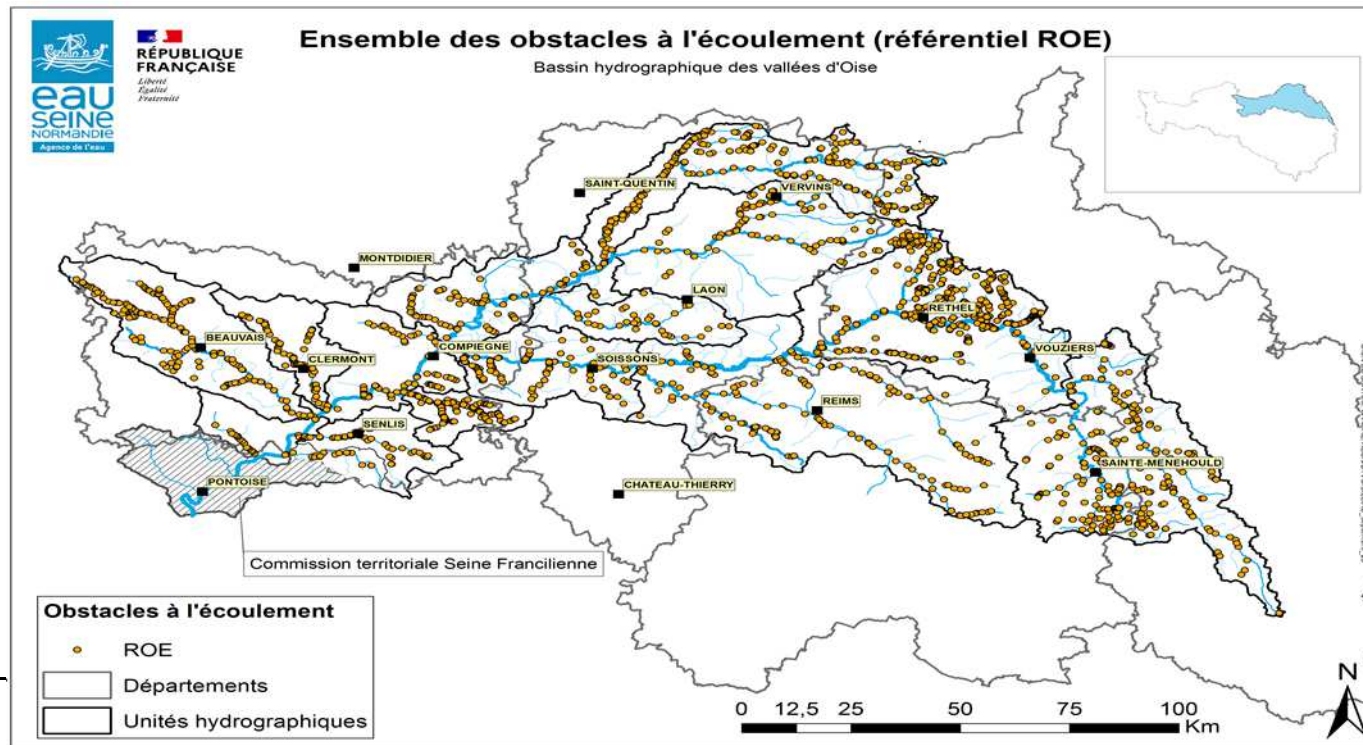 eau
SEINE
NORMANDIE
Agence de l'eau
RÉPUBLIQUE
FRANÇAISE
Liberté
Égalité
Fraternité
Ensemble des obstacles à l'écoulement (référentiel ROE)
Bassin hydrographique des vallées d'Oise
SAINT-QUENTIN
VERVINS
MONTDIDIER
LAON
RETHEL
BEAUVAIS
COMPIEGNE
CLERMONT
SOISSONS
VOUZIERS
REIMS
SENLIS
SAINTE-MENEHOULD
PONTOISE
CHATEAU-THIERRY
Commission territoriale Seine Francilienne
Obstacles à l'écoulement
ROE
Départements
Unités hydrographiques
N
0 12,5 25 50 75 100
Km